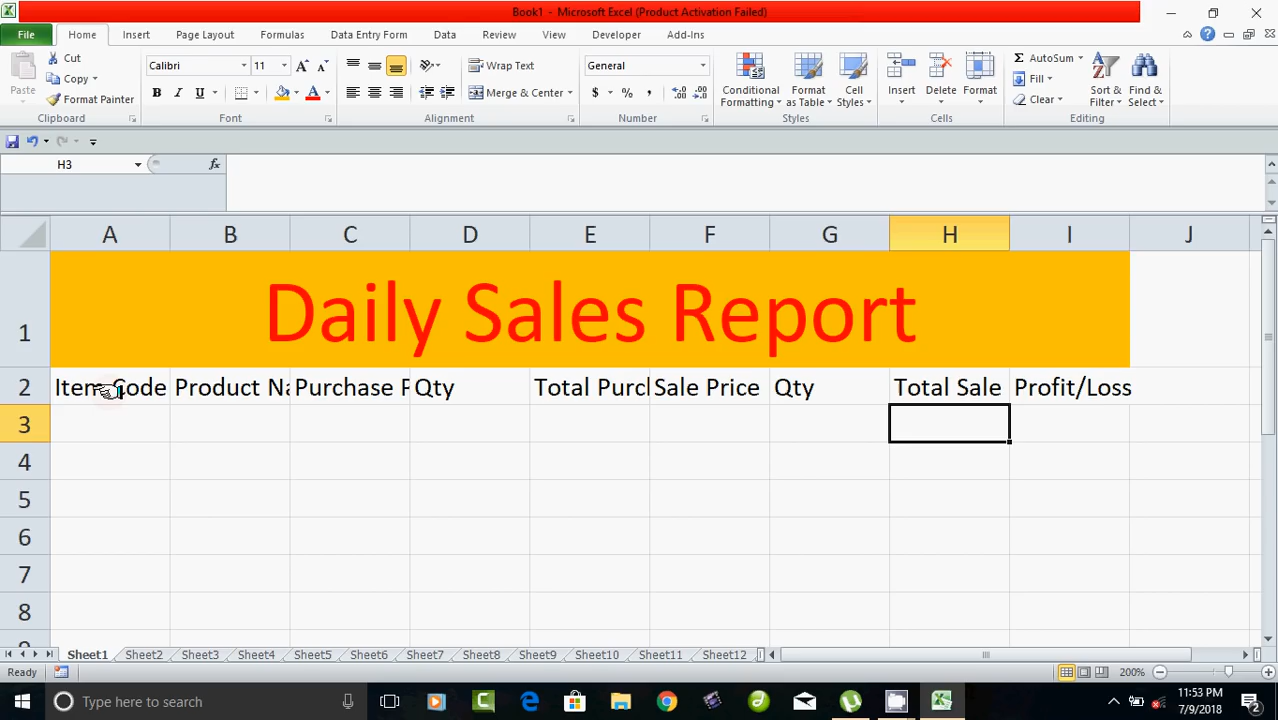 Book1 - Microsoft Excel (Product Activation Failed)
File Home Insert Page Layout Formulas Data Entry Form Data Review View Developer Add-Ins
Cut
Copy
Format Painter
Paste
Clipboard
Calibri 11
B I U
Font
Wrap Text
Merge & Center
Alignment
General
$ % ,
Number
Conditional Formatting
Format as Table
Cell Styles
Styles
Insert
Delete
Format
Cells
AutoSum
Fill
Clear
Sort & Filter
Find & Select
Editing
H3 fx
A B C D E F G H I J
1 Daily Sales Report
2 Item Code Product Na Purchase P Qty Total Purch Sale Price Qty Total Sale Profit/Loss
3
4
5
6
7
8
9
Sheet1 Sheet2 Sheet3 Sheet4 Sheet5 Sheet6 Sheet7 Sheet8 Sheet9 Sheet10 Sheet11 Sheet12
Ready 200%
Type here to search
11:53 PM
7/9/2018
2